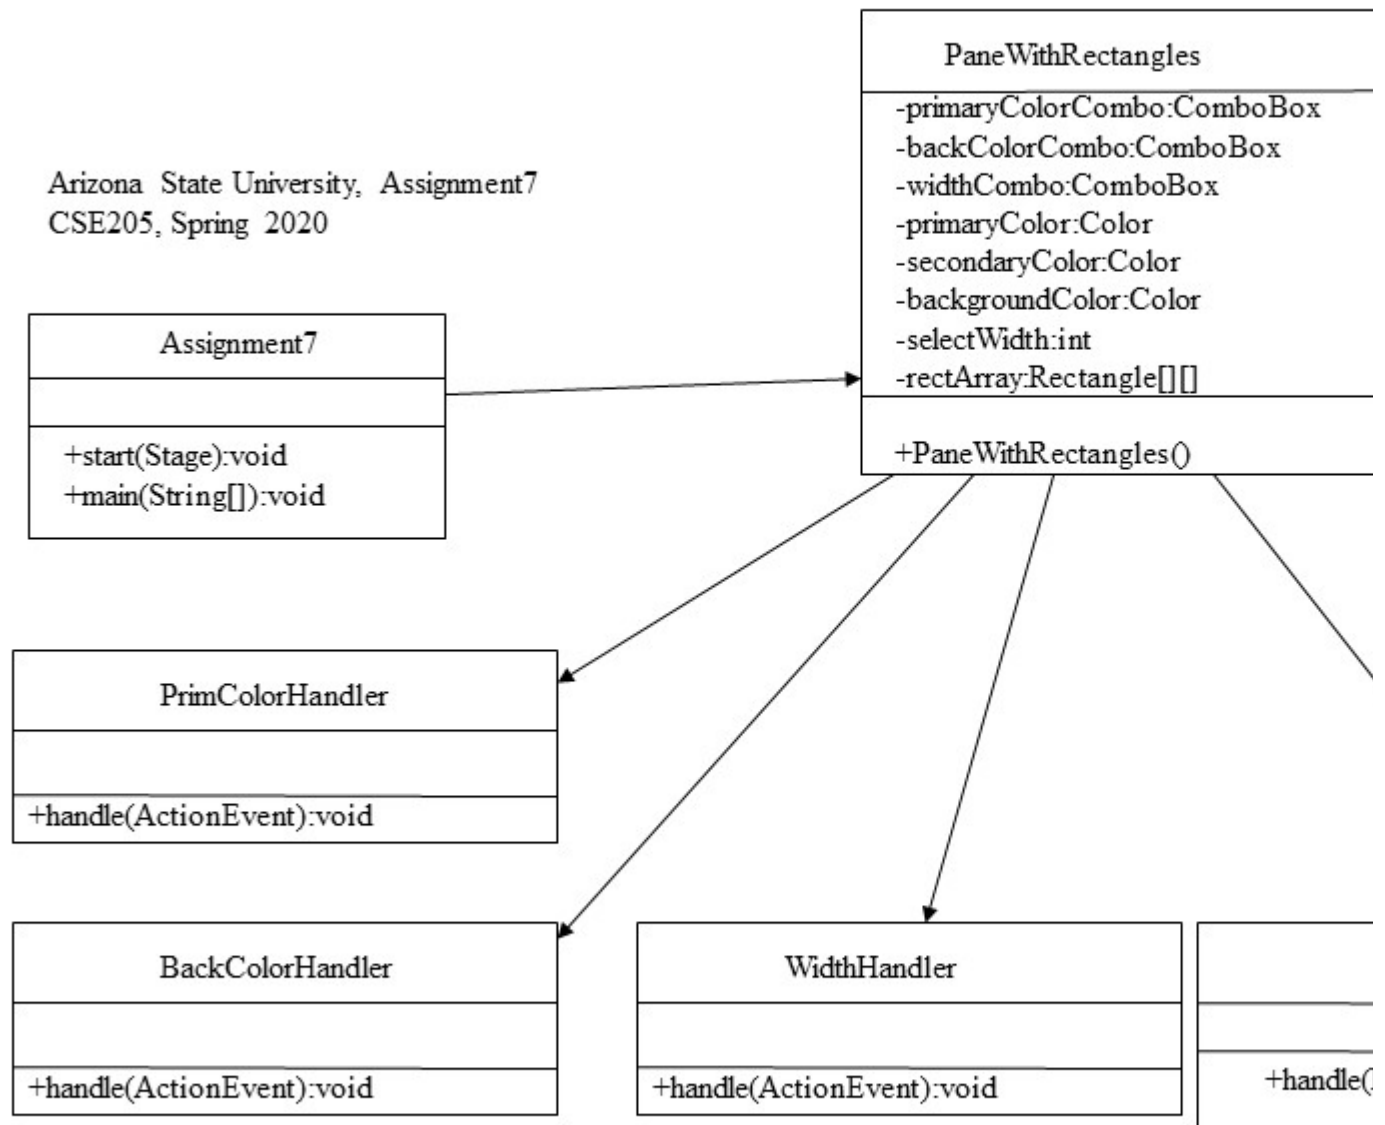 PaneWithRectangles
-primaryColorCombo:ComboBox
-backColorCombo:ComboBox
-widthCombo:ComboBox
-primaryColor:Color
-secondaryColor:Color
-backgroundColor:Color
-selectWidth:int
-rectArray:Rectangle[][]
+PaneWithRectangles()
Arizona State University, Assignment7
CSE205, Spring 2020
Assignment7
+start(Stage):void
+main(String[]):void
PrimColorHandler
+handle(ActionEvent):void
BackColorHandler
+handle(ActionEvent):void
WidthHandler
+handle(ActionEvent):void
+handle(